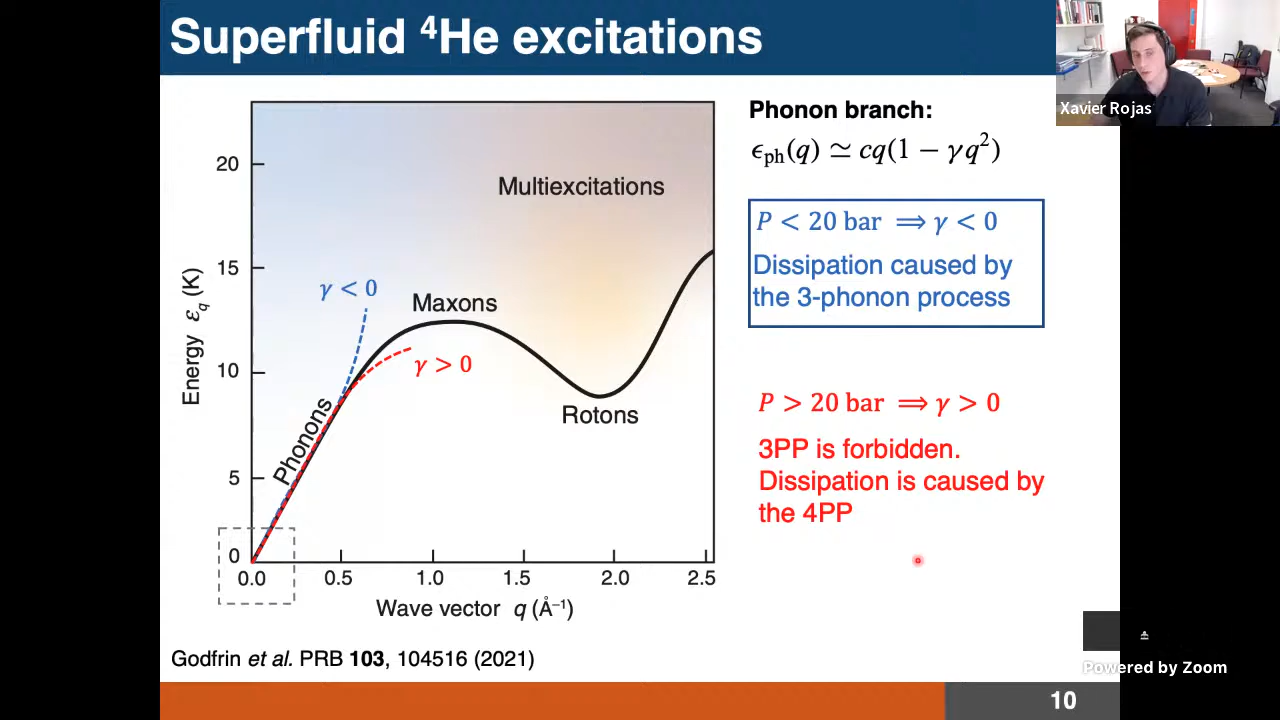 Superfluid ⁴He excitations
Xavier Rojas
Energy ε_q (K)
20
15
10
5
0
0.0 0.5 1.0 1.5 2.0 2.5
Wave vector q (Å⁻¹)
Multiexcitations
γ < 0
Maxons
γ > 0
Phonons
Rotons
Phonon branch:
ϵ_ph(q) ≃ cq(1 − γq²)
P < 20 bar ⟹ γ < 0
Dissipation caused by
the 3-phonon process
P > 20 bar ⟹ γ > 0
3PP is forbidden.
Dissipation is caused by
the 4PP
Godfrin et al. PRB 103, 104516 (2021)
Powered by Zoom
10